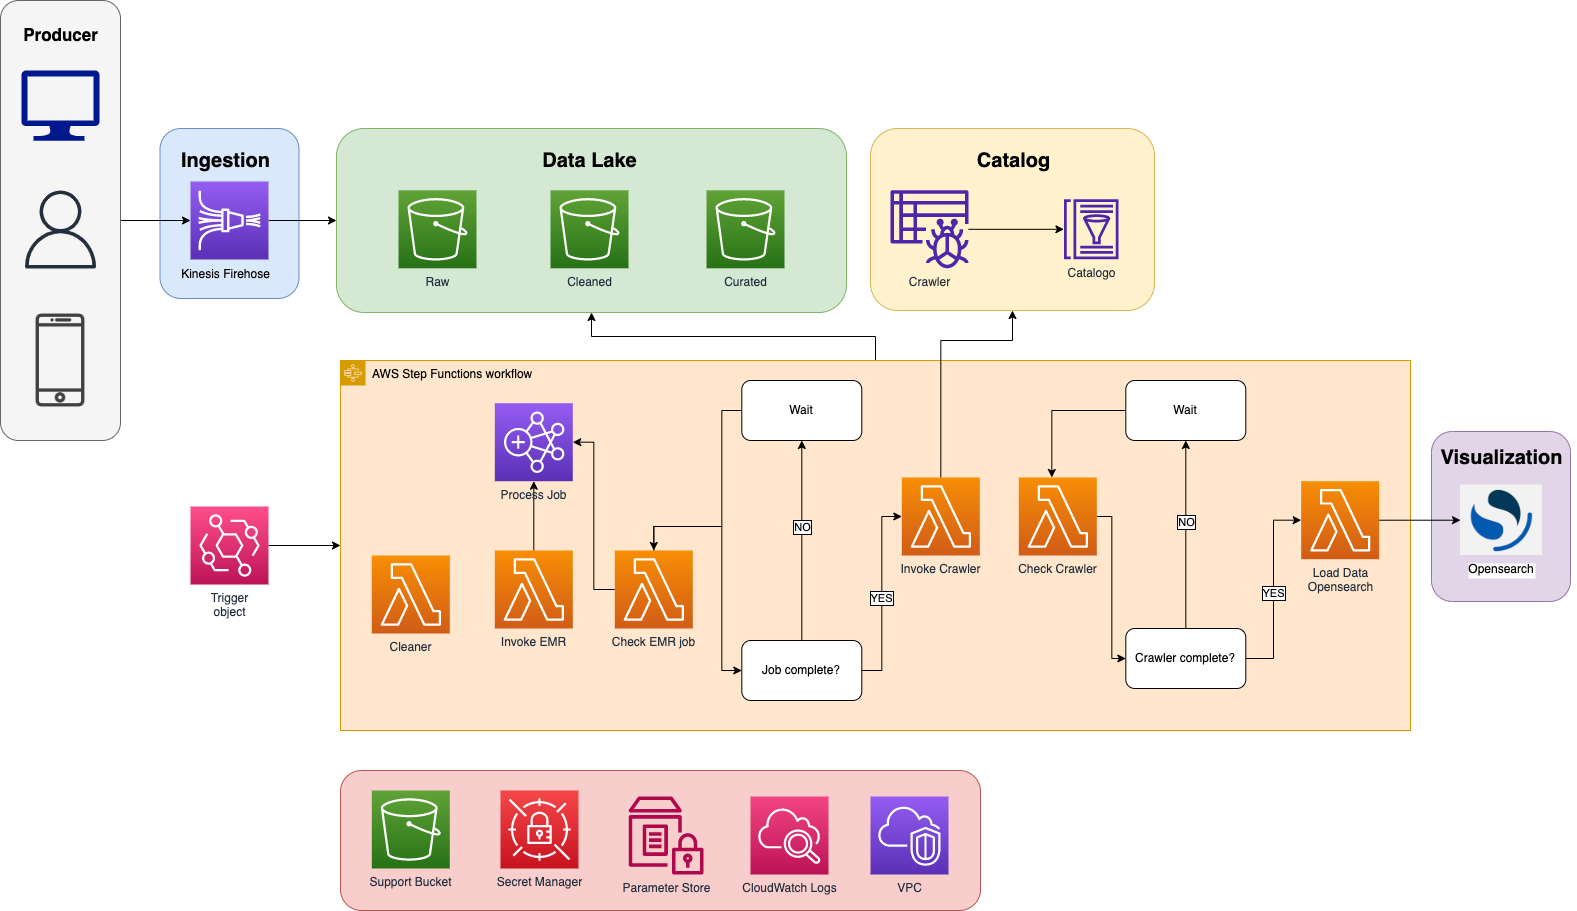 Producer
Ingestion
Kinesis Firehose
Data Lake
Raw
Cleaned
Curated
Catalog
Crawler
Catalogo
AWS Step Functions workflow
Process Job
Wait
Wait
NO
NO
Trigger
object
Cleaner
Invoke EMR
Check EMR job
Job complete?
YES
Invoke Crawler
Check Crawler
Crawler complete?
YES
Load Data
Opensearch
Visualization
Opensearch
Support Bucket
Secret Manager
Parameter Store
CloudWatch Logs
VPC